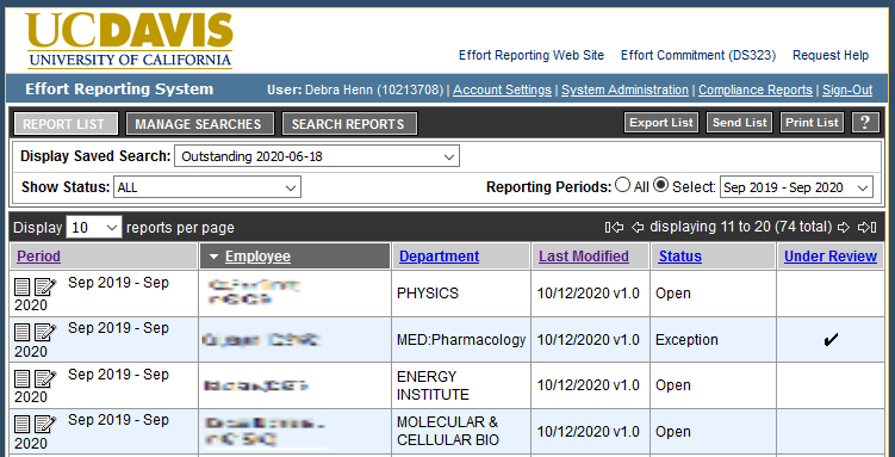 UCDAVIS
UNIVERSITY OF CALIFORNIA
Effort Reporting Web Site Effort Commitment (DS323) Request Help
Effort Reporting System User: Debra Henn (10213708) | Account Settings | System Administration | Compliance Reports | Sign-Out
REPORT LIST MANAGE SEARCHES SEARCH REPORTS Export List Send List Print List ?
Display Saved Search: Outstanding 2020-06-18
Show Status: ALL Reporting Periods: All Select: Sep 2019 - Sep 2020
Display 10 reports per page displaying 11 to 20 (74 total)
Period Employee Department Last Modified Status Under Review
Sep 2019 - Sep
2020 PHYSICS 10/12/2020 v1.0 Open
Sep 2019 - Sep
2020 MED:Pharmacology 10/12/2020 v1.0 Exception ✔
Sep 2019 - Sep
2020 ENERGY
INSTITUTE 10/12/2020 v1.0 Open
Sep 2019 - Sep
2020 MOLECULAR &
CELLULAR BIO 10/12/2020 v1.0 Open